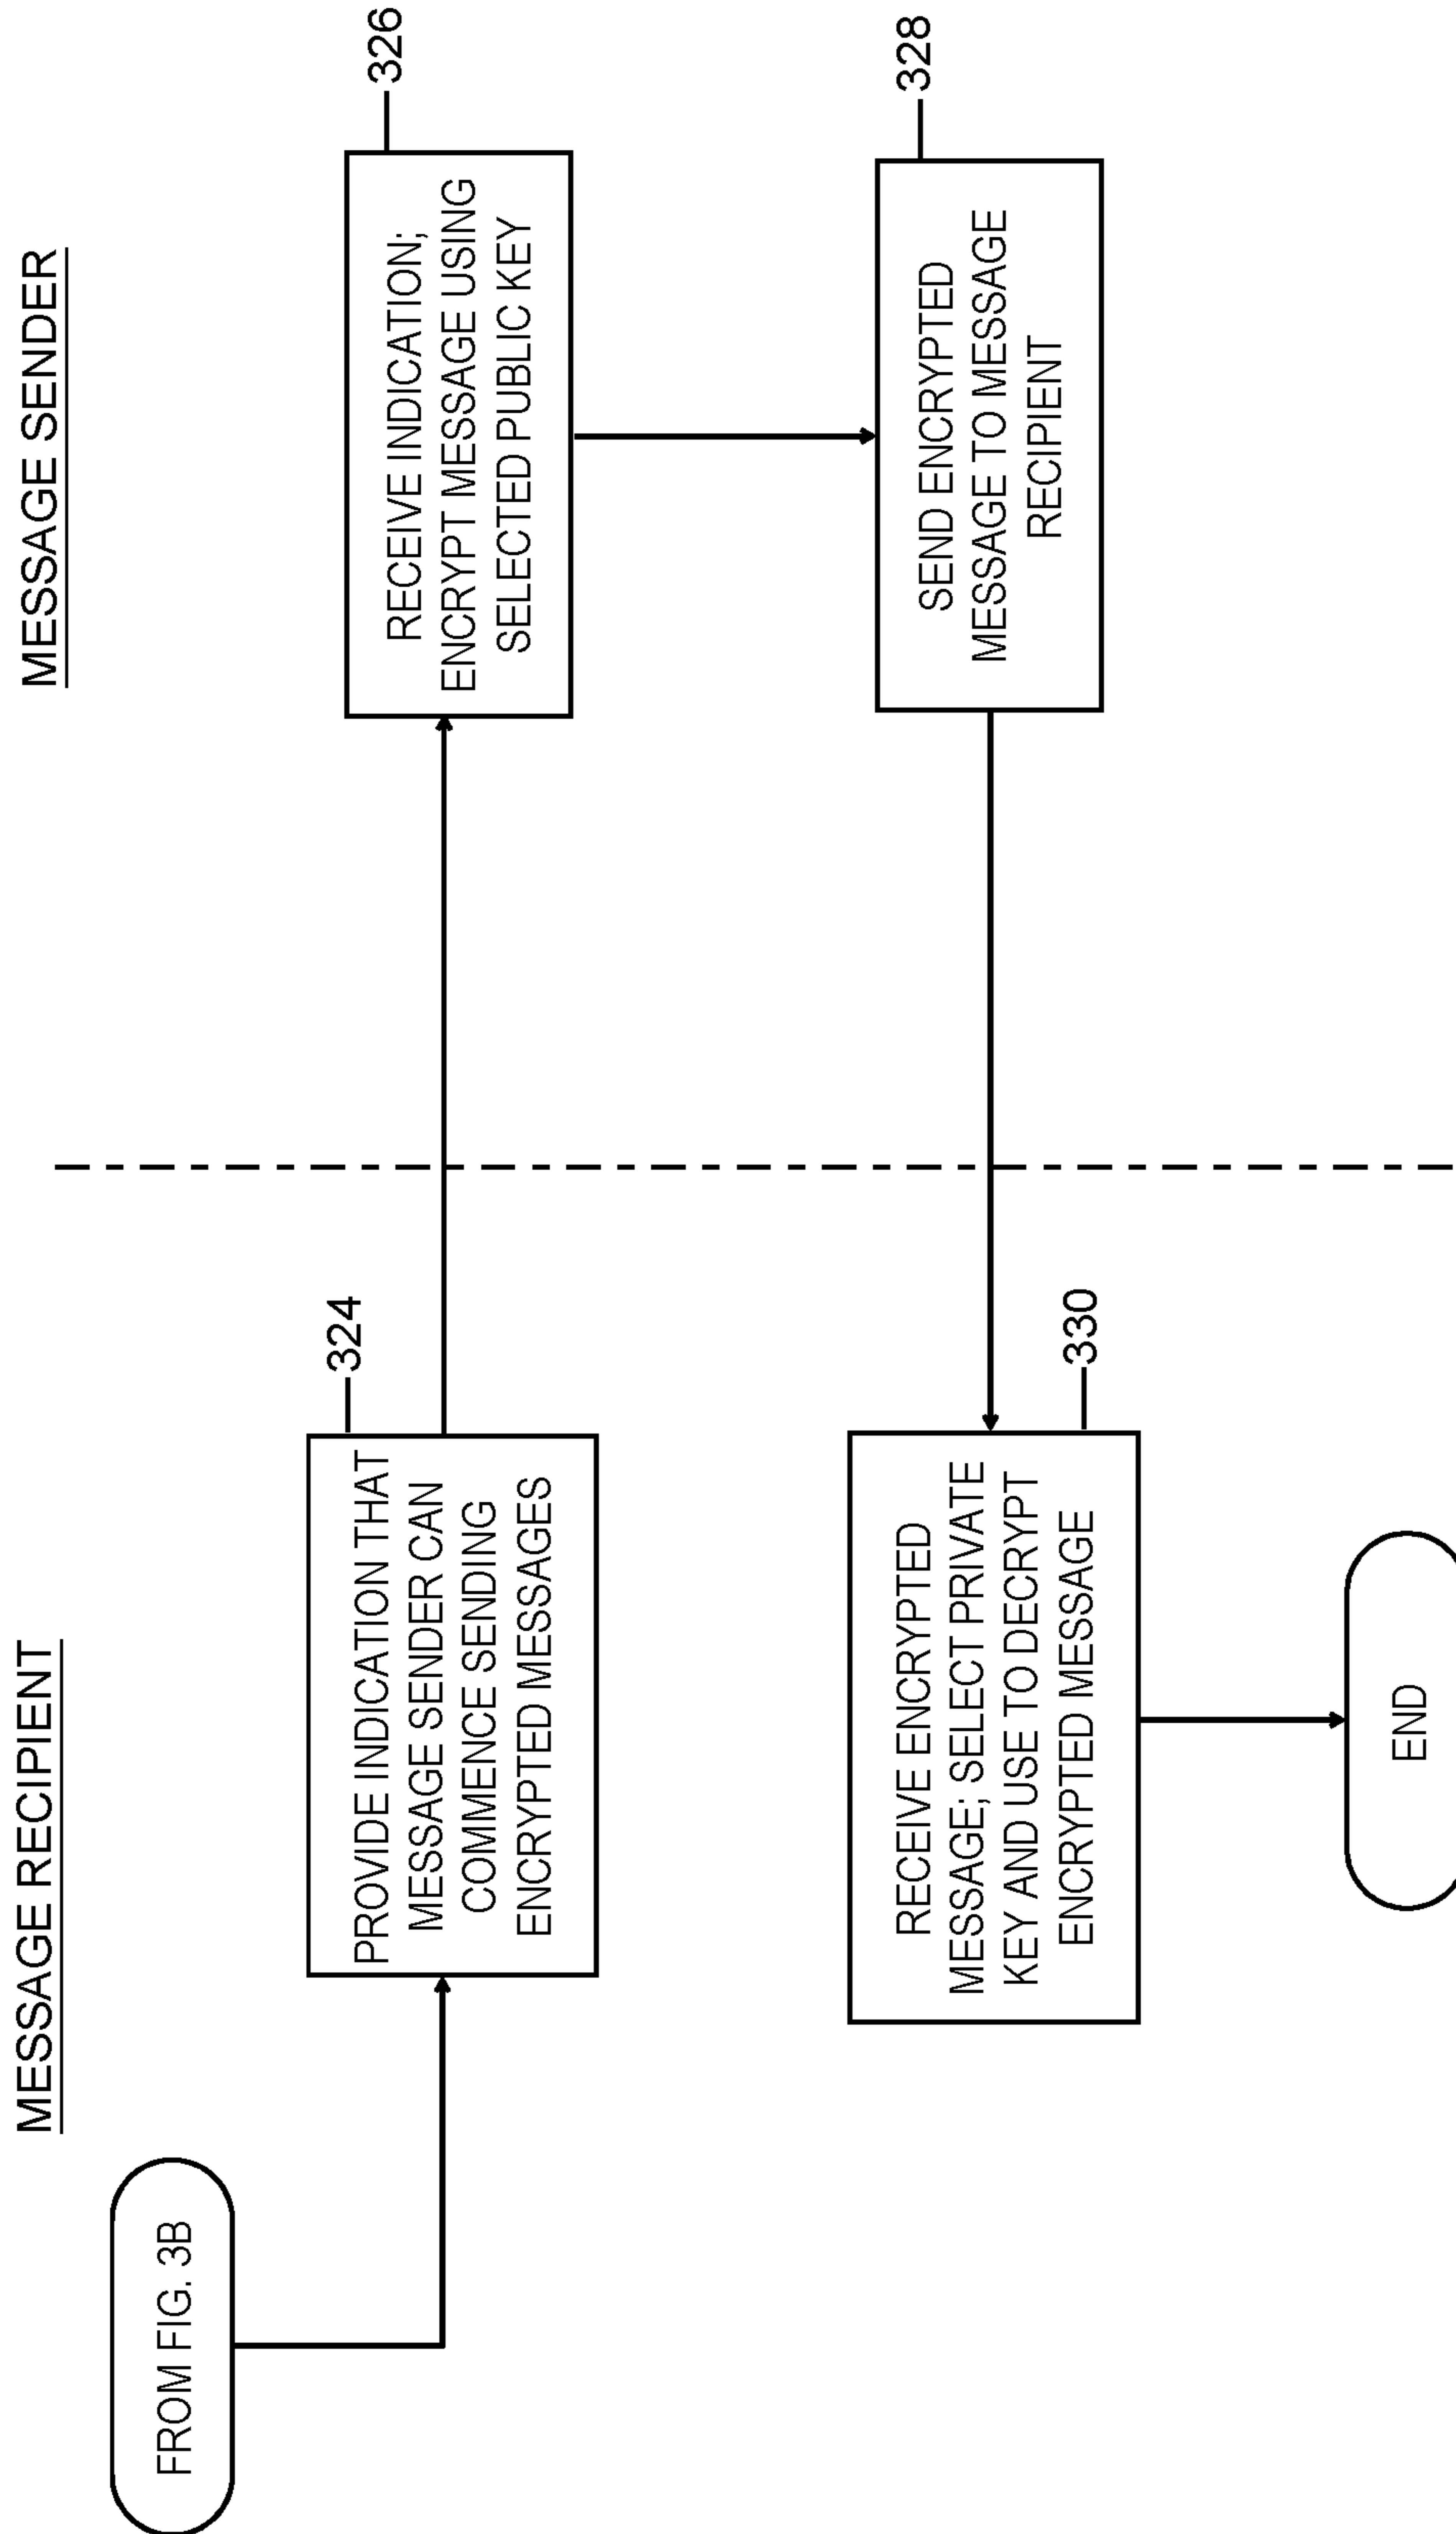 MESSAGE RECIPIENT
MESSAGE SENDER
FROM FIG. 3B
324
PROVIDE INDICATION THAT
MESSAGE SENDER CAN
COMMENCE SENDING
ENCRYPTED MESSAGES
326
RECEIVE INDICATION;
ENCRYPT MESSAGE USING
SELECTED PUBLIC KEY
328
SEND ENCRYPTED
MESSAGE TO MESSAGE
RECIPIENT
330
RECEIVE ENCRYPTED
MESSAGE; SELECT PRIVATE
KEY AND USE TO DECRYPT
ENCRYPTED MESSAGE
END